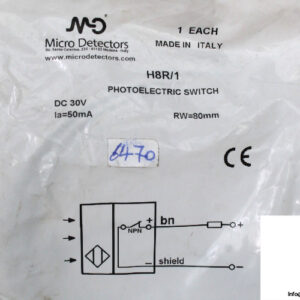 MD
Micro Detectors
www.microdetectors.com
1 EACH
MADE IN ITALY
H8R/1
PHOTOELECTRIC SWITCH
DC 30V
Ia=50mA
RW=80mm
6470
CE
bn
+
+
NPN
shield
−
−